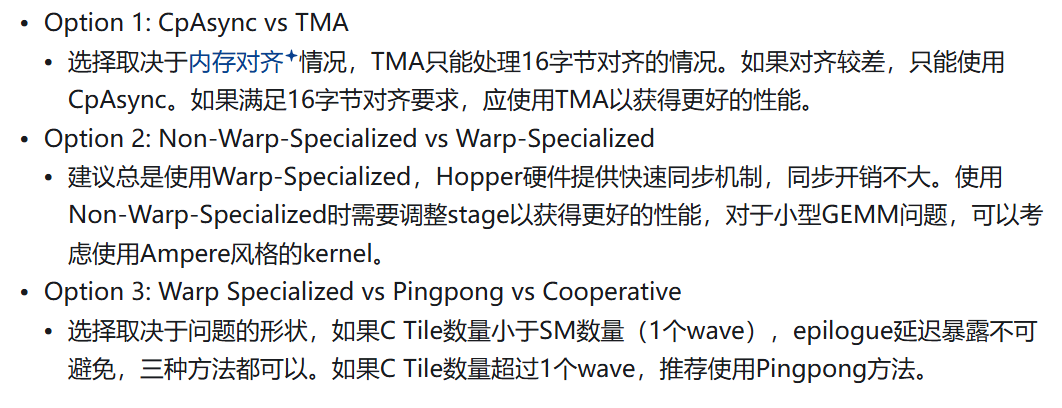 • Option 1: CpAsync vs TMA
• 选择取决于内存对齐情况，TMA只能处理16字节对齐的情况。如果对齐较差，只能使用
CpAsync。如果满足16字节对齐要求，应使用TMA以获得更好的性能。
• Option 2: Non-Warp-Specialized vs Warp-Specialized
• 建议总是使用Warp-Specialized，Hopper硬件提供快速同步机制，同步开销不大。使用
Non-Warp-Specialized时需要调整stage以获得更好的性能，对于小型GEMM问题，可以考
虑使用Ampere风格的kernel。
• Option 3: Warp Specialized vs Pingpong vs Cooperative
• 选择取决于问题的形状，如果C Tile数量小于SM数量（1个wave），epilogue延迟暴露不可
避免，三种方法都可以。如果C Tile数量超过1个wave，推荐使用Pingpong方法。